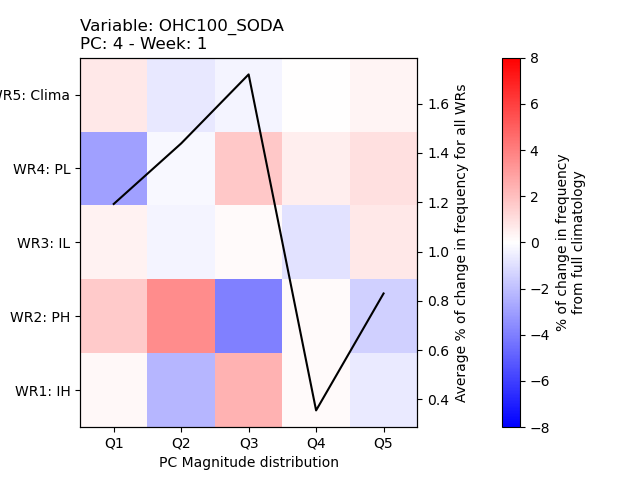 Variable: OHC100_SODA
PC: 4 - Week: 1
R5: Clima
WR4: PL
WR3: IL
WR2: PH
WR1: IH
Q1 Q2 Q3 Q4 Q5
PC Magnitude distribution
1.6
1.4
1.2
1.0
0.8
0.6
0.4
Average % of change in frequency for all WRs
8
6
4
2
0
−2
−4
−6
−8
% of change in frequency
from full climatology